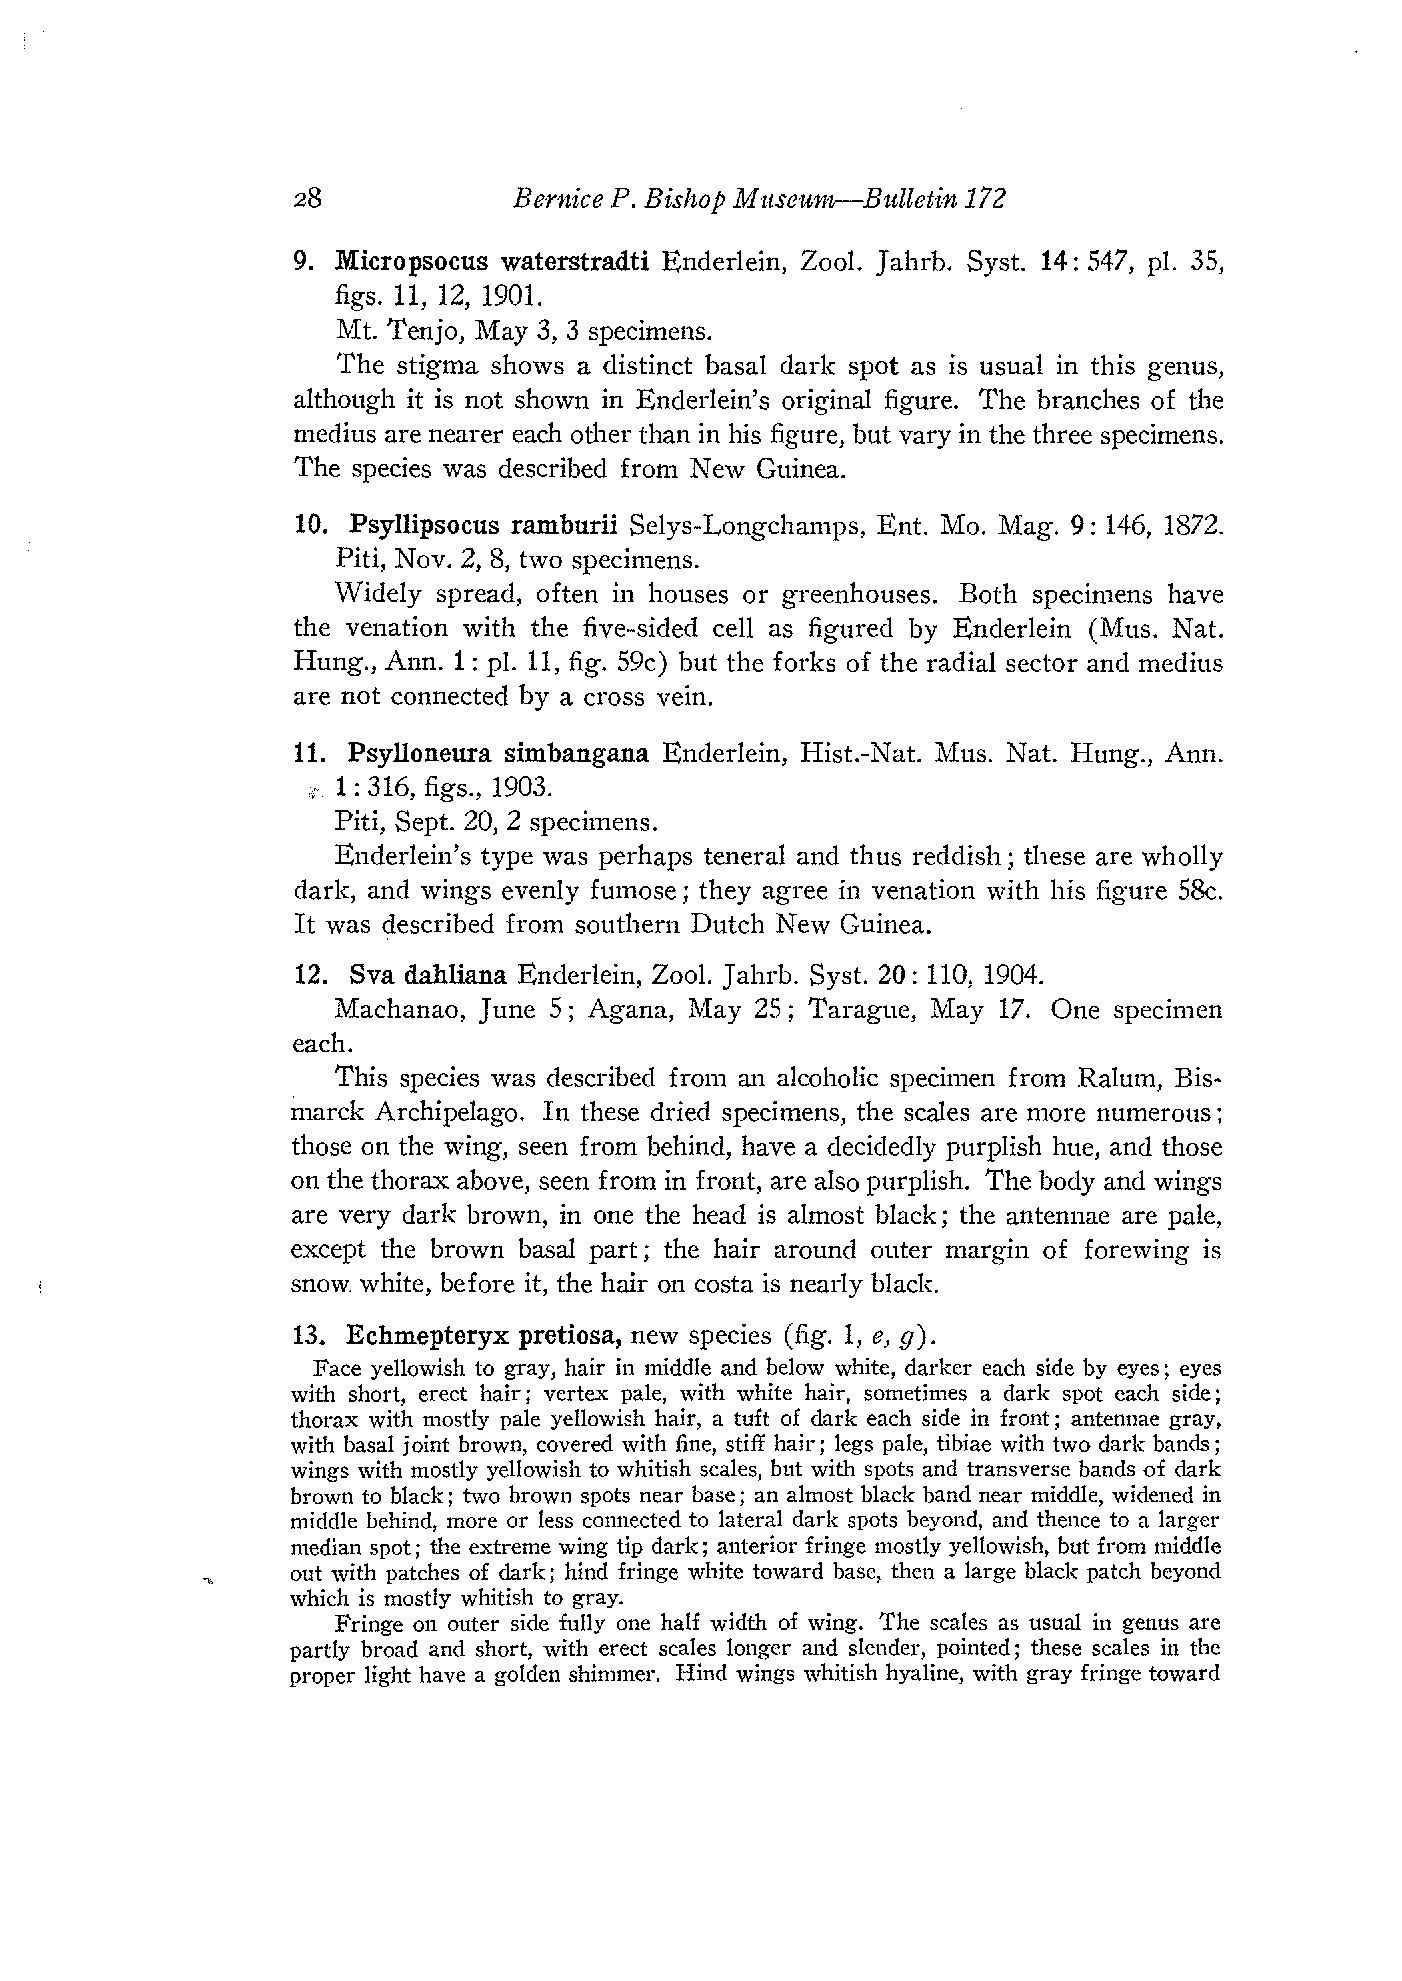 28 Bernice P. Bishop Museum—Bulletin 172
9. Micropsocus waterstradti Enderlein, Zool. Jahrb. Syst. 14: 547, pl. 35,
figs. 11, 12, 1901.
Mt. Tenjo, May 3, 3 specimens.
The stigma shows a distinct basal dark spot as is usual in this genus,
although it is not shown in Enderlein's original figure. The branches of the
medius are nearer each other than in his figure, but vary in the three specimens.
The species was described from New Guinea.
10. Psyllipsocus ramburii Selys-Longchamps, Ent. Mo. Mag. 9: 146, 1872.
Piti, Nov. 2, 8, two specimens.
Widely spread, often in houses or greenhouses. Both specimens have
the venation with the five-sided cell as figured by Enderlein (Mus. Nat.
Hung., Ann. 1: pl. 11, fig. 59c) but the forks of the radial sector and medius
are not connected by a cross vein.
11. Psylloneura simbangana Enderlein, Hist.-Nat. Mus. Nat. Hung., Ann.
1: 316, figs., 1903.
Piti, Sept. 20, 2 specimens.
Enderlein's type was perhaps teneral and thus reddish; these are wholly
dark, and wings evenly fumose; they agree in venation with his figure 58c.
It was described from southern Dutch New Guinea.
12. Sva dahliana Enderlein, Zool. Jahrb. Syst. 20: 110, 1904.
Machanao, June 5; Agana, May 25; Tarague, May 17. One specimen
each.
This species was described from an alcoholic specimen from Ralum, Bis-
marck Archipelago. In these dried specimens, the scales are more numerous;
those on the wing, seen from behind, have a decidedly purplish hue, and those
on the thorax above, seen from in front, are also purplish. The body and wings
are very dark brown, in one the head is almost black; the antennae are pale,
except the brown basal part; the hair around outer margin of forewing is
snow white, before it, the hair on costa is nearly black.
13. Echmepteryx pretiosa, new species (fig. 1, e, g).
Face yellowish to gray, hair in middle and below white, darker each side by eyes; eyes
with short, erect hair; vertex pale, with white hair, sometimes a dark spot each side;
thorax with mostly pale yellowish hair, a tuft of dark each side in front; antennae gray,
with basal joint brown, covered with fine, stiff hair; legs pale, tibiae with two dark bands;
wings with mostly yellowish to whitish scales, but with spots and transverse bands of dark
brown to black; two brown spots near base; an almost black band near middle, widened in
middle behind, more or less connected to lateral dark spots beyond, and thence to a larger
median spot; the extreme wing tip dark; anterior fringe mostly yellowish, but from middle
out with patches of dark; hind fringe white toward base, then a large black patch beyond
which is mostly whitish to gray.
Fringe on outer side fully one half width of wing. The scales as usual in genus are
partly broad and short, with erect scales longer and slender, pointed; these scales in the
proper light have a golden shimmer. Hind wings whitish hyaline, with gray fringe toward